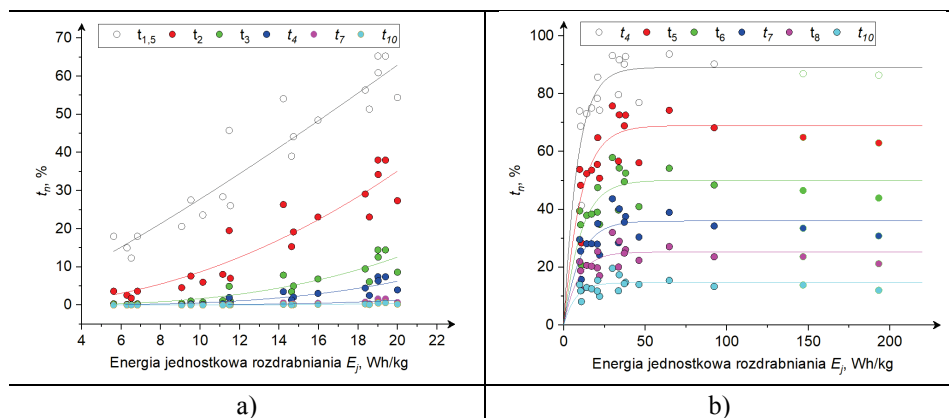 t1,5 t2 t3 t4 t7 t10
70
60
50
40
30
20
10
0
tn, %
4 6 8 10 12 14 16 18 20 22
Energia jednostkowa rozdrabniania Ej, Wh/kg
a)
t4 t5 t6 t7 t8 t10
100
80
60
40
20
0
tn, %
0 50 100 150 200
Energia jednostkowa rozdrabniania Ej, Wh/kg
b)